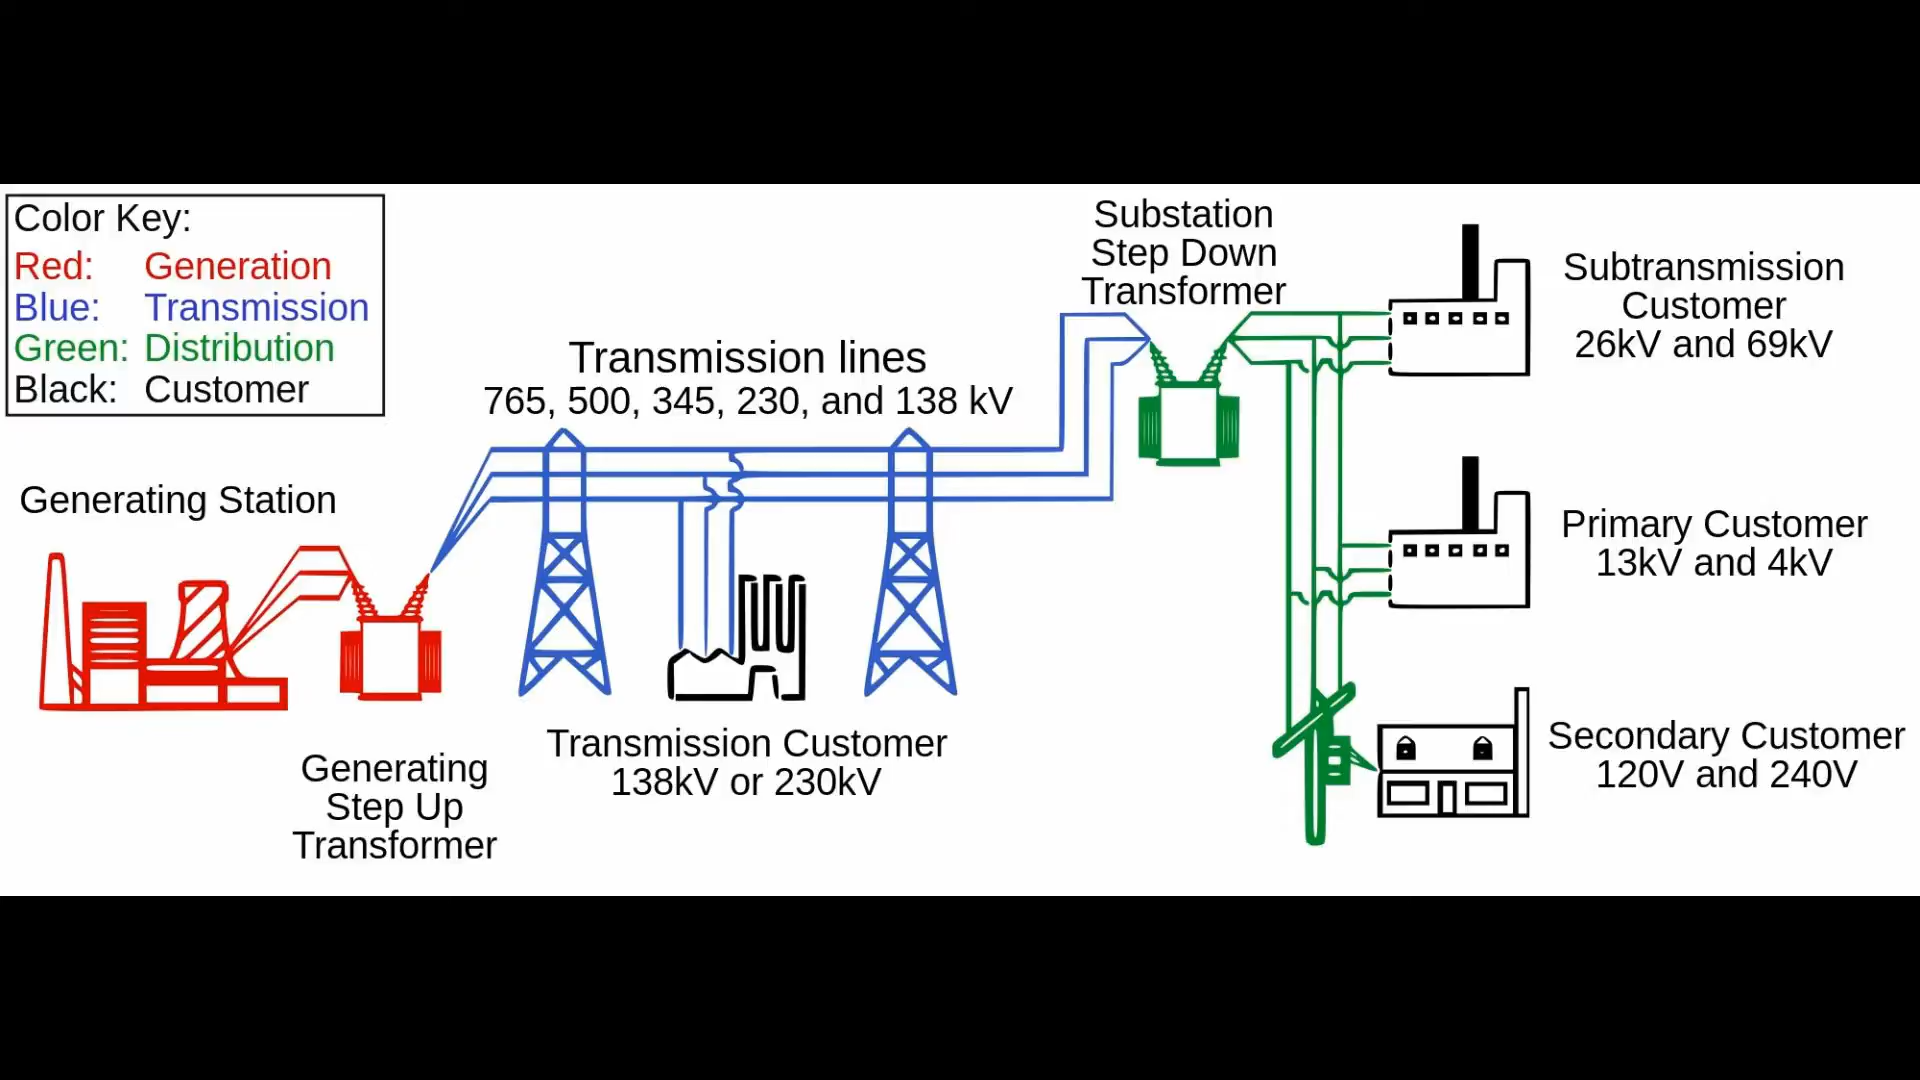 Color Key:
Red: Generation
Blue: Transmission
Green: Distribution
Black: Customer
Generating Station
Generating
Step Up
Transformer
Transmission lines
765, 500, 345, 230, and 138 kV
Transmission Customer
138kV or 230kV
Substation
Step Down
Transformer
Subtransmission
Customer
26kV and 69kV
Primary Customer
13kV and 4kV
Secondary Customer
120V and 240V